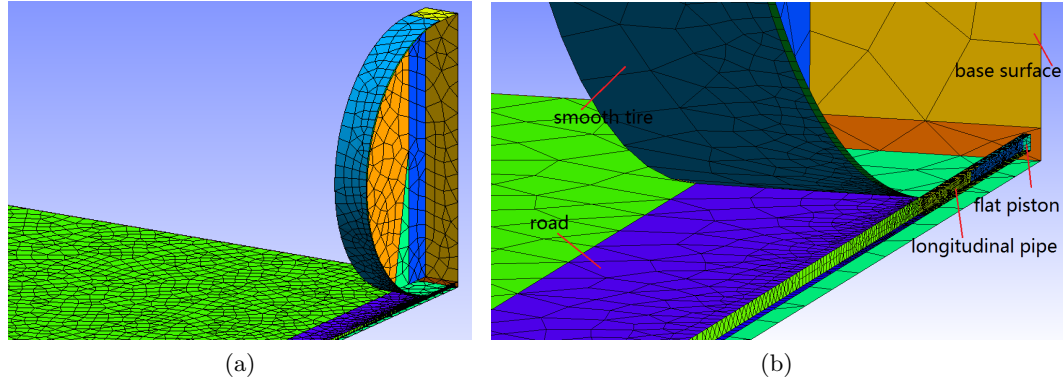 base surface
smooth tire
flat piston
road
longitudinal pipe
(a)
(b)